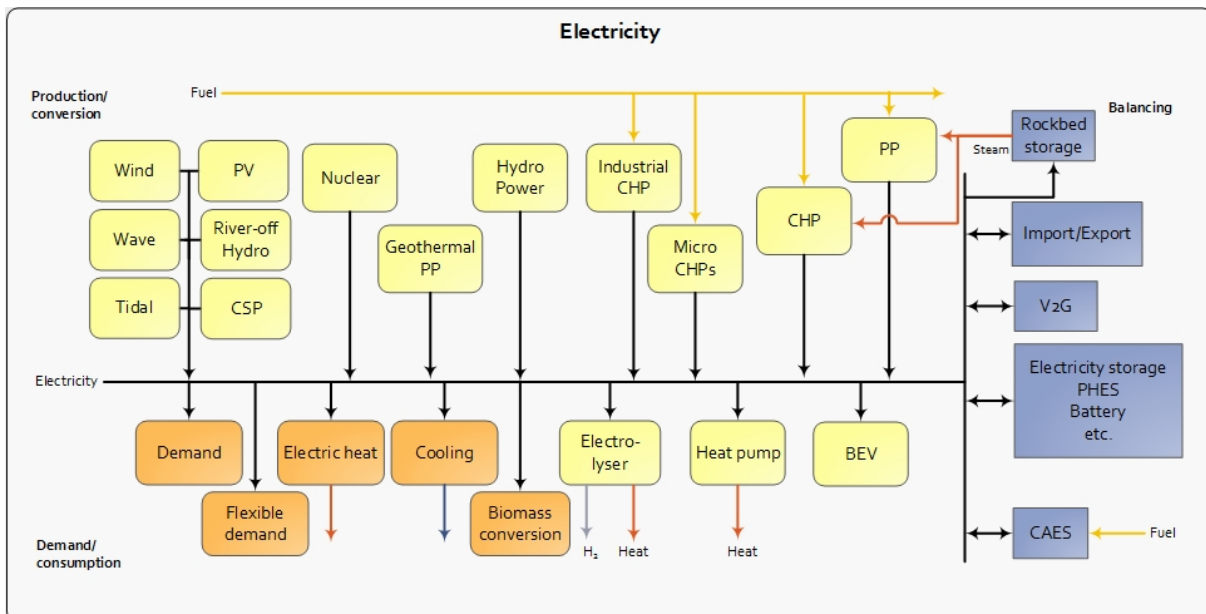 Electricity
Production/
conversion
Fuel
Balancing
Wind
PV
Nuclear
Hydro
Power
Industrial
CHP
PP
Steam
Rockbed
storage
Wave
River-off
Hydro
Geothermal
PP
Micro
CHPs
CHP
Import/Export
Tidal
CSP
V2G
Electricity
Electricity storage
PHES
Battery
etc.
Demand
Electric heat
Cooling
Electro-
lyser
Heat pump
BEV
Flexible
demand
Biomass
conversion
Demand/
consumption
H₂
Heat
Heat
CAES
Fuel